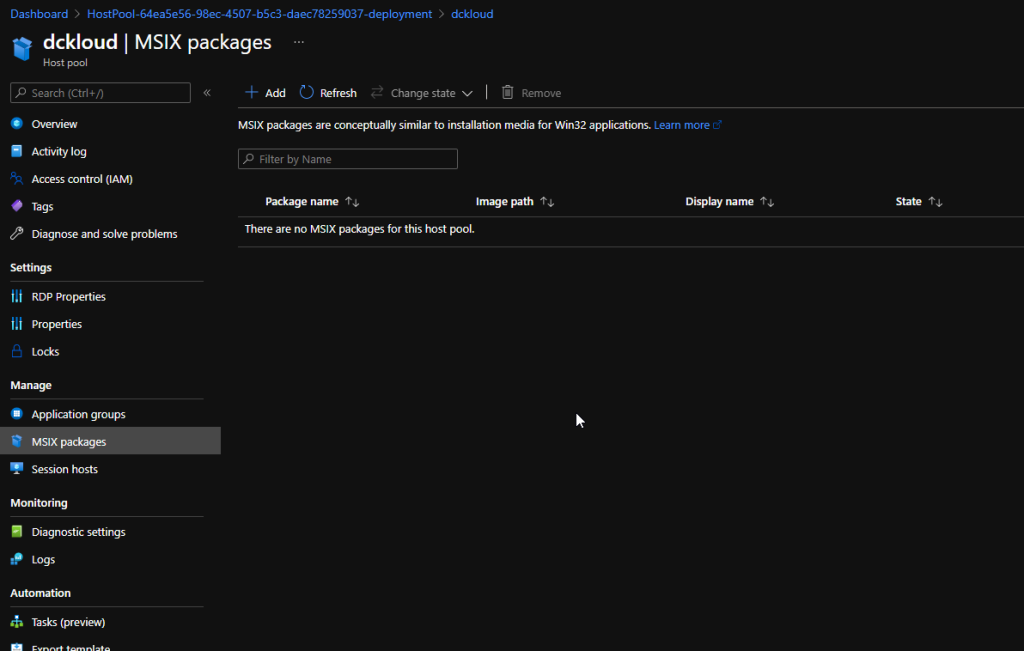 Dashboard > HostPool-64ea5e56-98ec-4507-b5c3-daec78259037-deployment > dckloud
dckloud | MSIX packages ...
Host pool
Search (Ctrl+/) «
Add Refresh Change state Remove
MSIX packages are conceptually similar to installation media for Win32 applications. Learn more
Filter by Name
Package name Image path Display name State
There are no MSIX packages for this host pool.
Overview
Activity log
Access control (IAM)
Tags
Diagnose and solve problems
Settings
RDP Properties
Properties
Locks
Manage
Application groups
MSIX packages
Session hosts
Monitoring
Diagnostic settings
Logs
Automation
Tasks (preview)
Export template